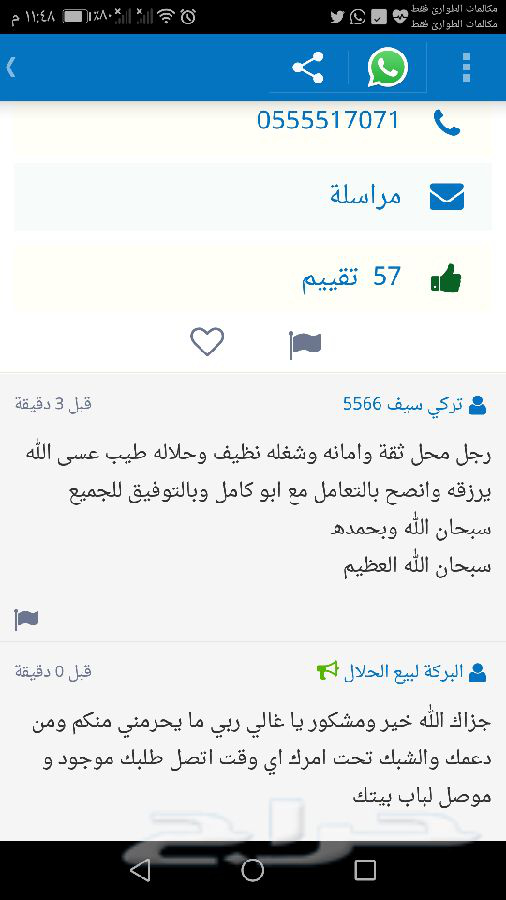 مكالمات الطوارئ فقط
مكالمات الطوارئ فقط
٨٠٪
١١:٤٨ م
0555517071
مراسلة
57 تقييم
تركي سيف 5566
قبل 3 دقيقة
رجل محل ثقة وامانه وشغله نظيف وحلاله طيب عسى الله
يرزقه وانصح بالتعامل مع ابو كامل وبالتوفيق للجميع
سبحان الله وبحمدهـ
سبحان الله العظيم
البركة لبيع الحلال
قبل 0 دقيقة
جزاك الله خير ومشكور يا غالي ربي ما يحرمني منكم ومن
دعمك والشبك تحت امرك اي وقت اتصل طلبك موجود و
موصل لباب بيتك
حراج